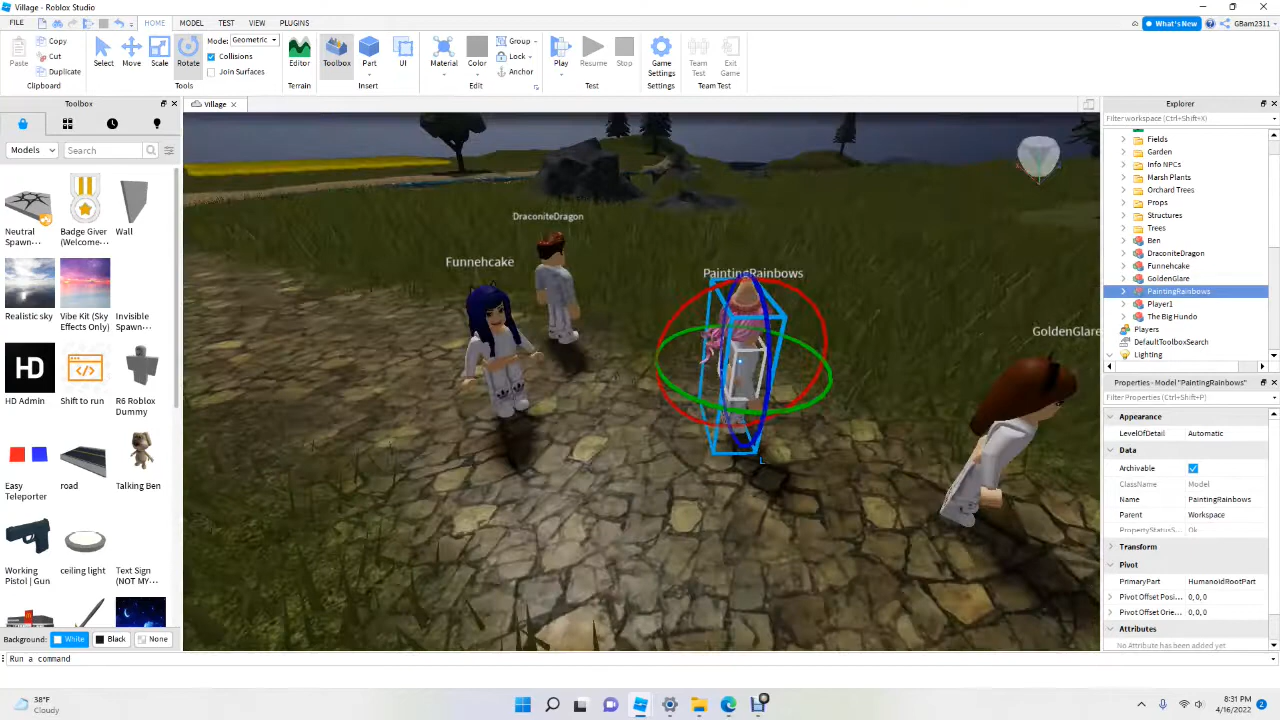 Village - Roblox Studio
FILE HOME MODEL TEST VIEW PLUGINS What's New GBam2311
Paste Copy Cut Duplicate Clipboard
Select Move Scale Rotate Mode: Geometric Collisions Join Surfaces Tools
Editor Terrain
Toolbox Part UI Insert
Material Color Group Lock Anchor Edit
Play Resume Stop Test
Game Settings Settings
Team Test Exit Game Team Test
Toolbox
Models Search
Neutral Spawn-··· Badge Giver (Welcome-··· Wall
Realistic sky Vibe Kit (Sky Effects Only) Invisible Spawn-···
HD
HD Admin Shift to run R6 Roblox Dummy
Easy Teleporter road Talking Ben
Working Pistol | Gun ceiling light Text Sign (NOT MY-···
Background: White Black None
Village
DraconiteDragon
Funnehcake
PaintingRainbows
GoldenGlare
L
Explorer
Filter workspace (Ctrl+Shift+X)
Fields
Garden
Info NPCs
Marsh Plants
Orchard Trees
Props
Structures
Trees
Ben
DraconiteDragon
Funnehcake
GoldenGlare
PaintingRainbows
Player1
The Big Hundo
Players
DefaultToolboxSearch
Lighting
Properties - Model "PaintingRainbows"
Filter Properties (Ctrl+Shift+P)
Appearance
LevelOfDetail Automatic
Data
Archivable
ClassName Model
Name PaintingRainbows
Parent Workspace
PropertyStatusS... Ok
Transform
Pivot
PrimaryPart HumanoidRootPart
Pivot Offset Posi... 0, 0, 0
Pivot Offset Orie... 0, 0, 0
Attributes
No Attribute has been added yet
Run a command
38°F
Cloudy
8:31 PM
4/16/2022
2